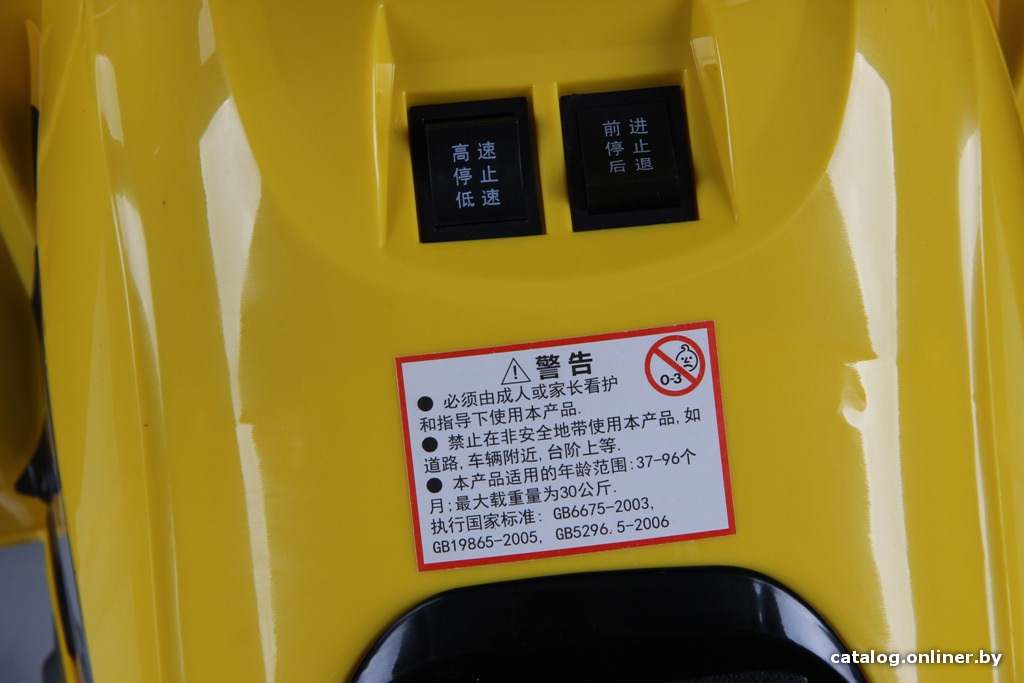 高速
停止
低速
前进
停止
后退
警告
0-3
● 必须由成人或家长看护
和指导下使用本产品.
● 禁止在非安全地带使用本产品,如
道路,车辆附近,台阶上等.
● 本产品适用的年龄范围:37-96个
月;最大载重量为30公斤.
执行国家标准: GB6675-2003,
GB19865-2005, GB5296.5-2006
catalog.onliner.by